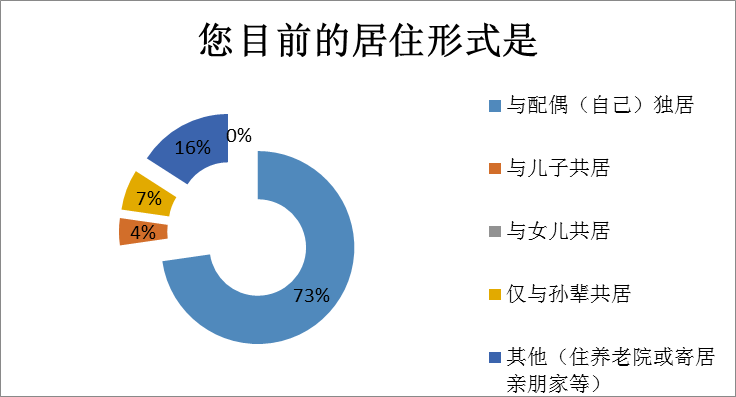 您目前的居住形式是
0%
16%
7%
4%
73%
与配偶（自己）独居
与儿子共居
与女儿共居
仅与孙辈共居
其他（住养老院或寄居
亲朋家等）